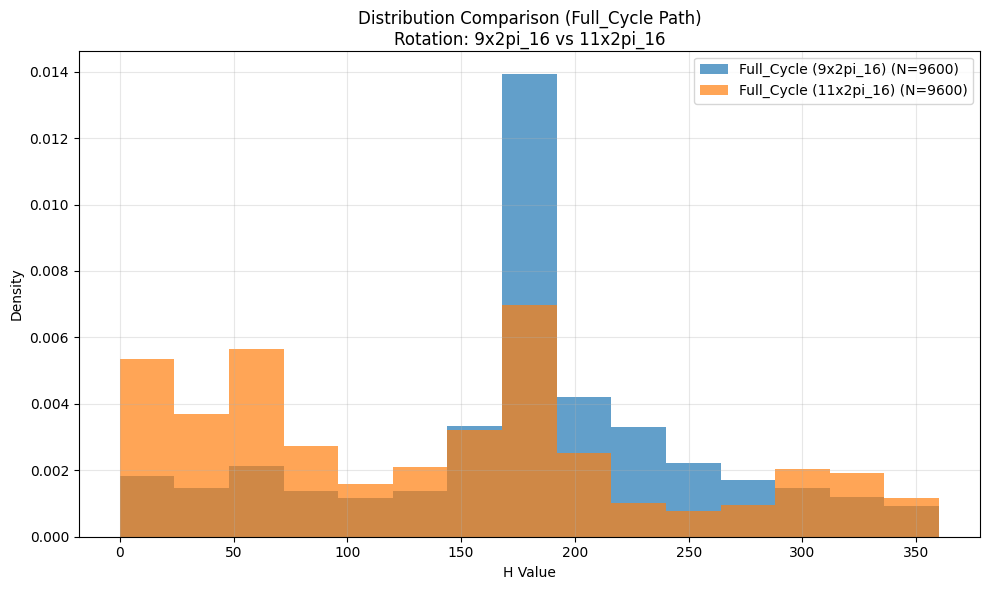 Distribution Comparison (Full_Cycle Path)
Rotation: 9x2pi_16 vs 11x2pi_16
Full_Cycle (9x2pi_16) (N=9600)
Full_Cycle (11x2pi_16) (N=9600)
0.014
0.012
0.010
0.008
0.006
0.004
0.002
0.000
Density
0 50 100 150 200 250 300 350
H Value